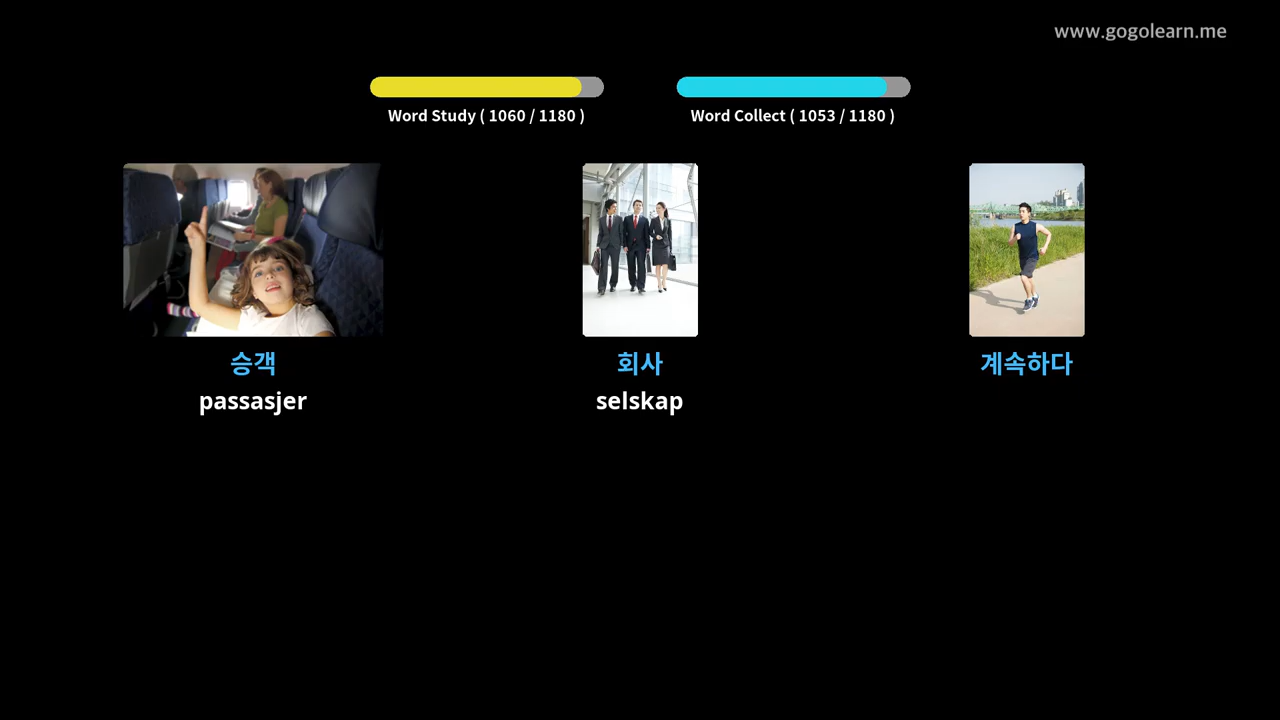 www.gogolearn.me
Word Study ( 1060 / 1180 )
Word Collect ( 1053 / 1180 )
승객
회사
계속하다
passasjer
selskap